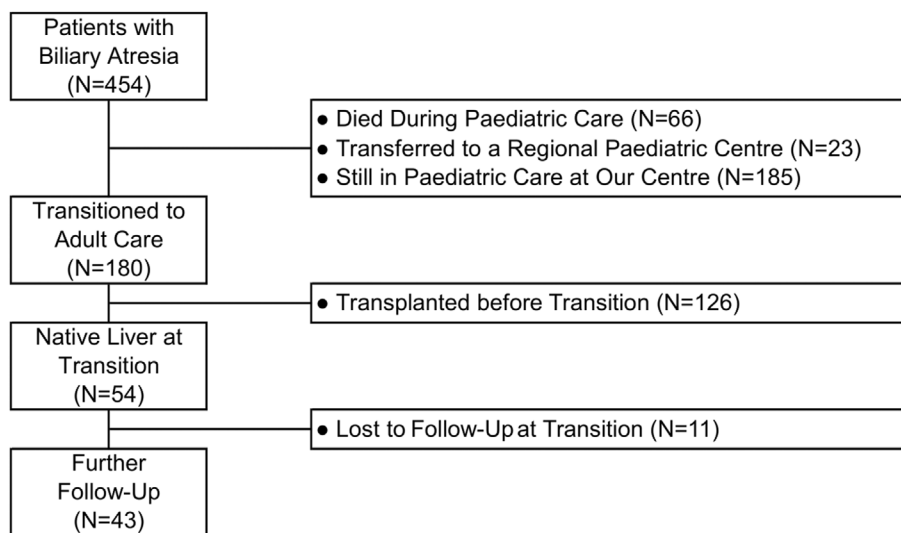 Patients with
Biliary Atresia
(N=454)
● Died During Paediatric Care (N=66)
● Transferred to a Regional Paediatric Centre (N=23)
● Still in Paediatric Care at Our Centre (N=185)
Transitioned to
Adult Care
(N=180)
● Transplanted before Transition (N=126)
Native Liver at
Transition
(N=54)
● Lost to Follow-Up at Transition (N=11)
Further
Follow-Up
(N=43)